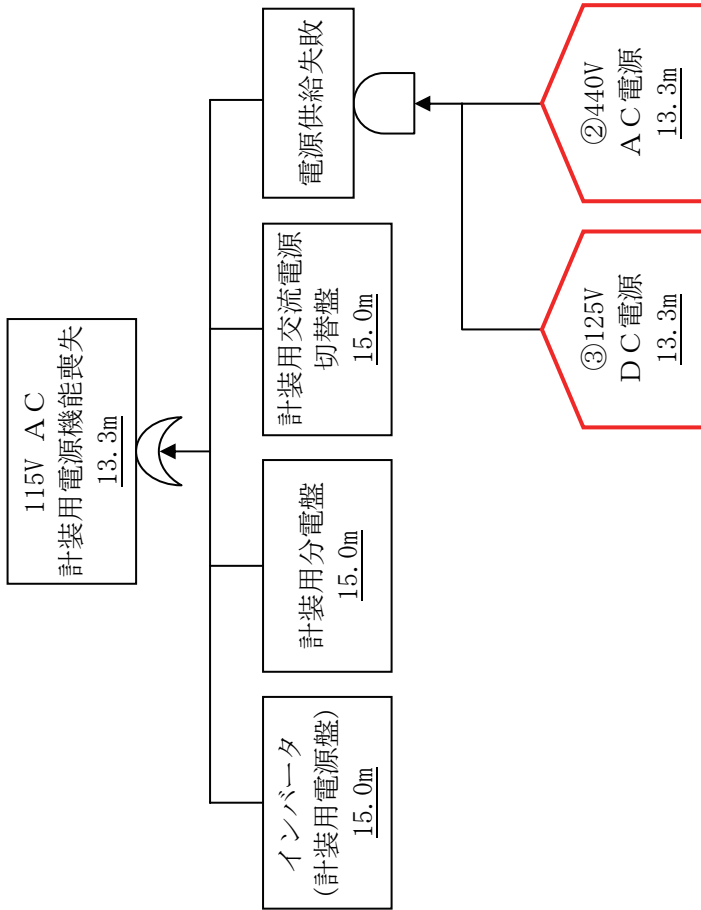 115V AC
計装用電源機能喪失
13.3m
インバータ
(計装用電源盤)
15.0m
計装用分電盤
15.0m
計装用交流電源
切替盤
15.0m
電源供給失敗
③125V
ＤＣ電源
13.3m
②440V
ＡＣ電源
13.3m